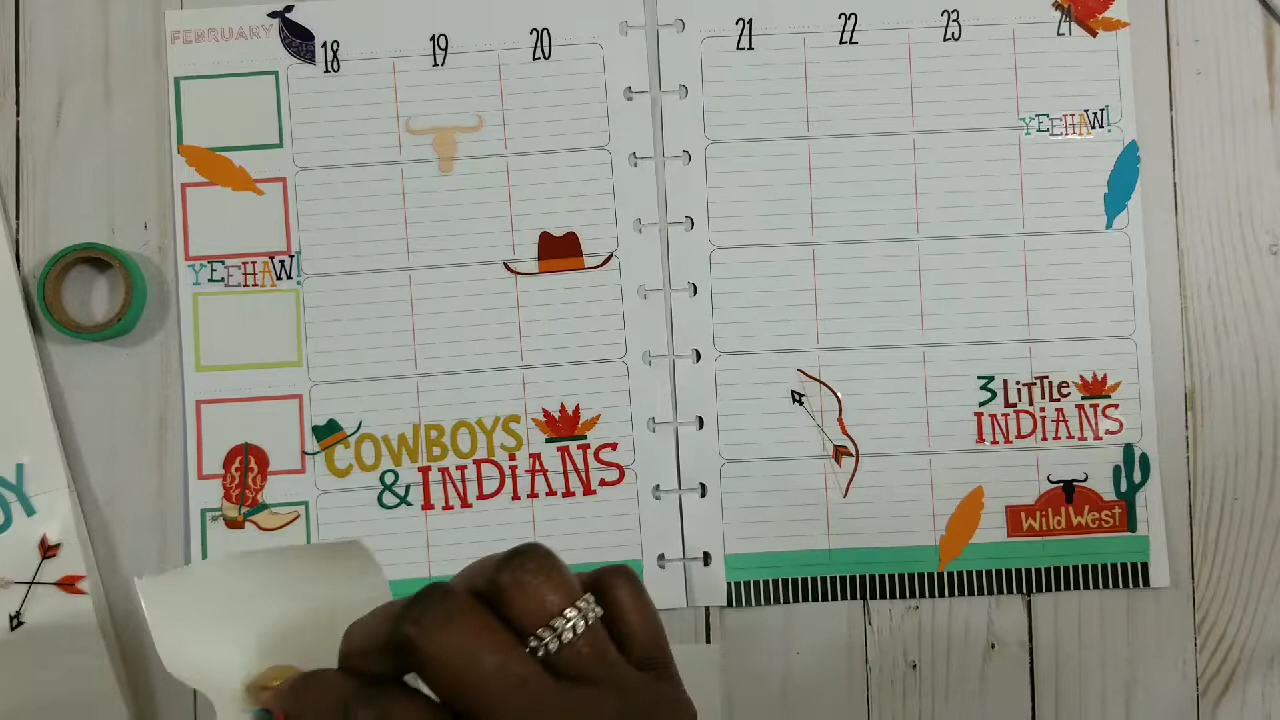 FEBRUARY
18 19 20 21 22 23 24
YEEHAW!
YEEHAW!
COWBOYS
& INDiANS
3 LiTTLe
INDiANS
Wild West